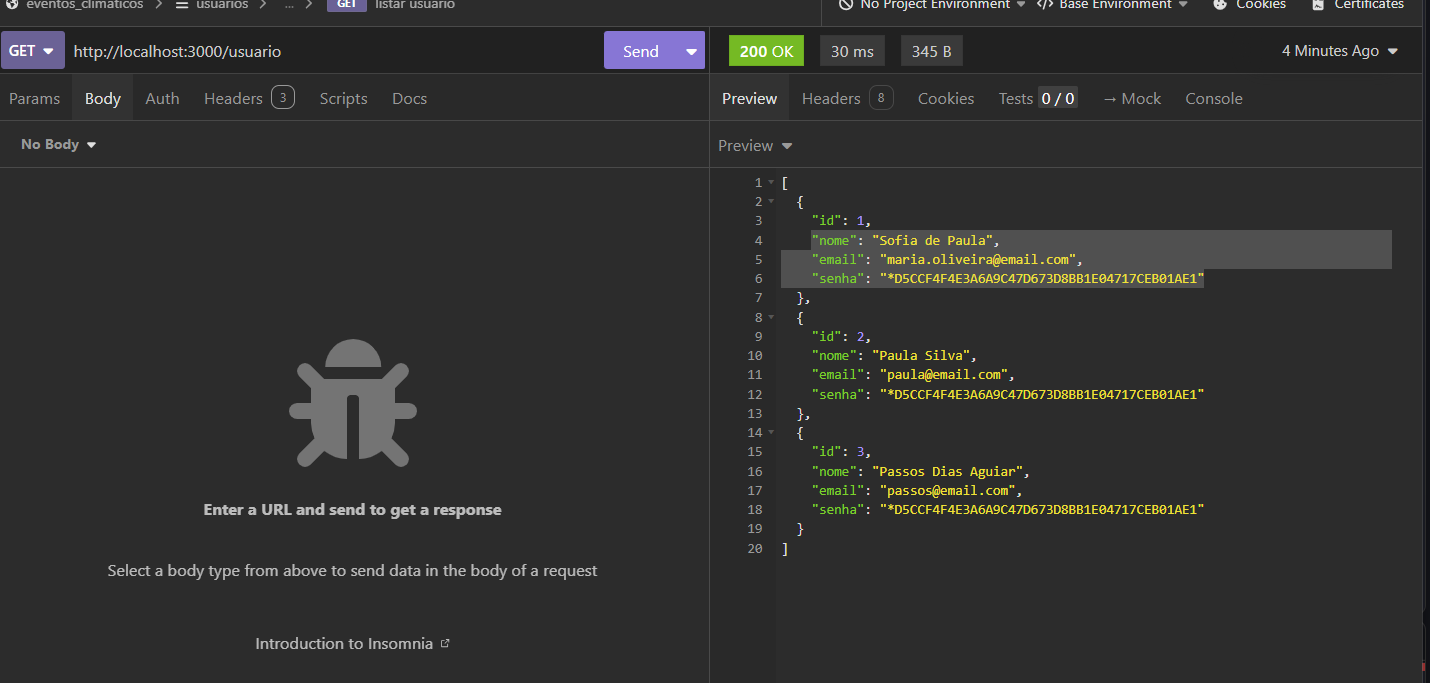 eventos_climaticos > usuarios > ... > GET listar usuario
No Project Environment </> Base Environment Cookies Certificates
GET http://localhost:3000/usuario Send
200 OK 30 ms 345 B 4 Minutes Ago
Params Body Auth Headers 3 Scripts Docs
Preview Headers 8 Cookies Tests 0 / 0 → Mock Console
No Body
Preview
1 [
2 {
3 "id": 1,
4 "nome": "Sofia de Paula",
5 "email": "maria.oliveira@email.com",
6 "senha": "*D5CCF4F4E3A6A9C47D673D8BB1E04717CEB01AE1"
7 },
8 {
9 "id": 2,
10 "nome": "Paula Silva",
11 "email": "paula@email.com",
12 "senha": "*D5CCF4F4E3A6A9C47D673D8BB1E04717CEB01AE1"
13 },
14 {
15 "id": 3,
16 "nome": "Passos Dias Aguiar",
17 "email": "passos@email.com",
18 "senha": "*D5CCF4F4E3A6A9C47D673D8BB1E04717CEB01AE1"
19 }
20 ]
Enter a URL and send to get a response
Select a body type from above to send data in the body of a request
Introduction to Insomnia